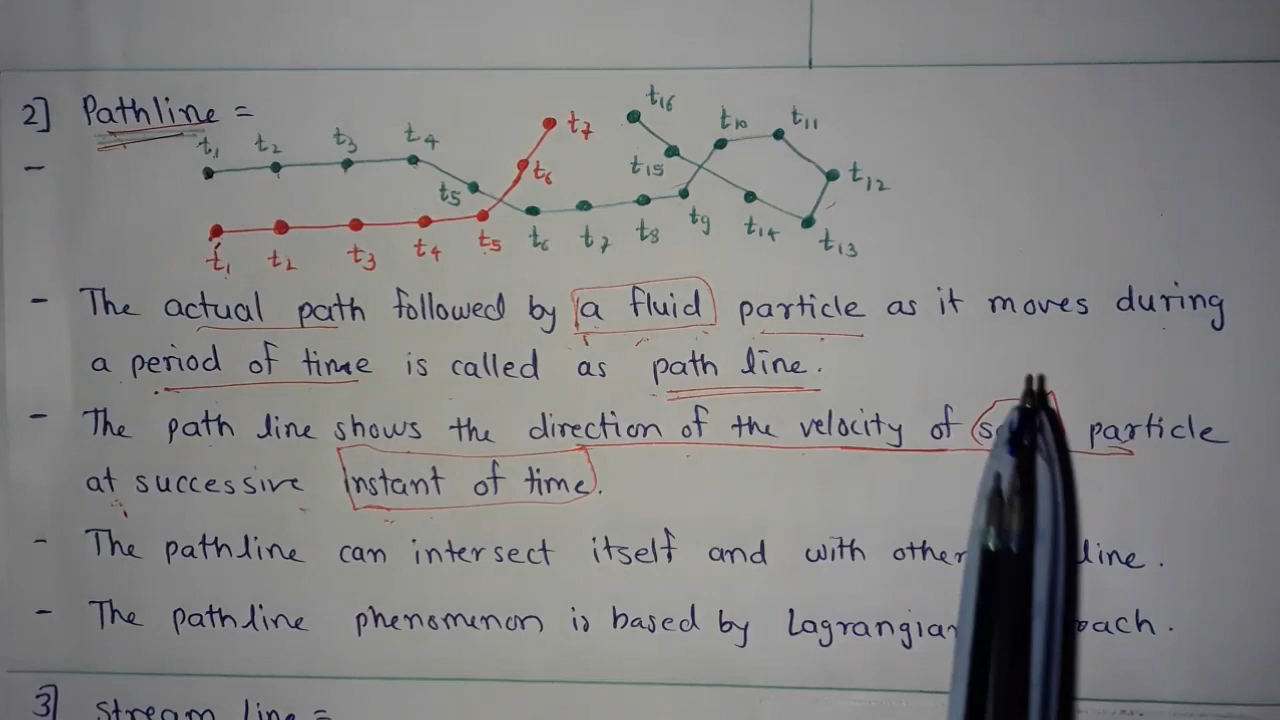 2] Pathline =
t1 t2 t3 t4 t5 t6 t7 t8 t9 t10 t11 t12 t13 t14 t15 t16
t1 t2 t3 t4 t5 t6 t7
- The actual path followed by a fluid particle as it moves during
a period of time is called as path line.
- The path line shows the direction of the velocity of particle
at successive instant of time.
- The pathline can intersect itself and with other line.
- The pathline phenomenon is based by Lagrangian
3] stream line =